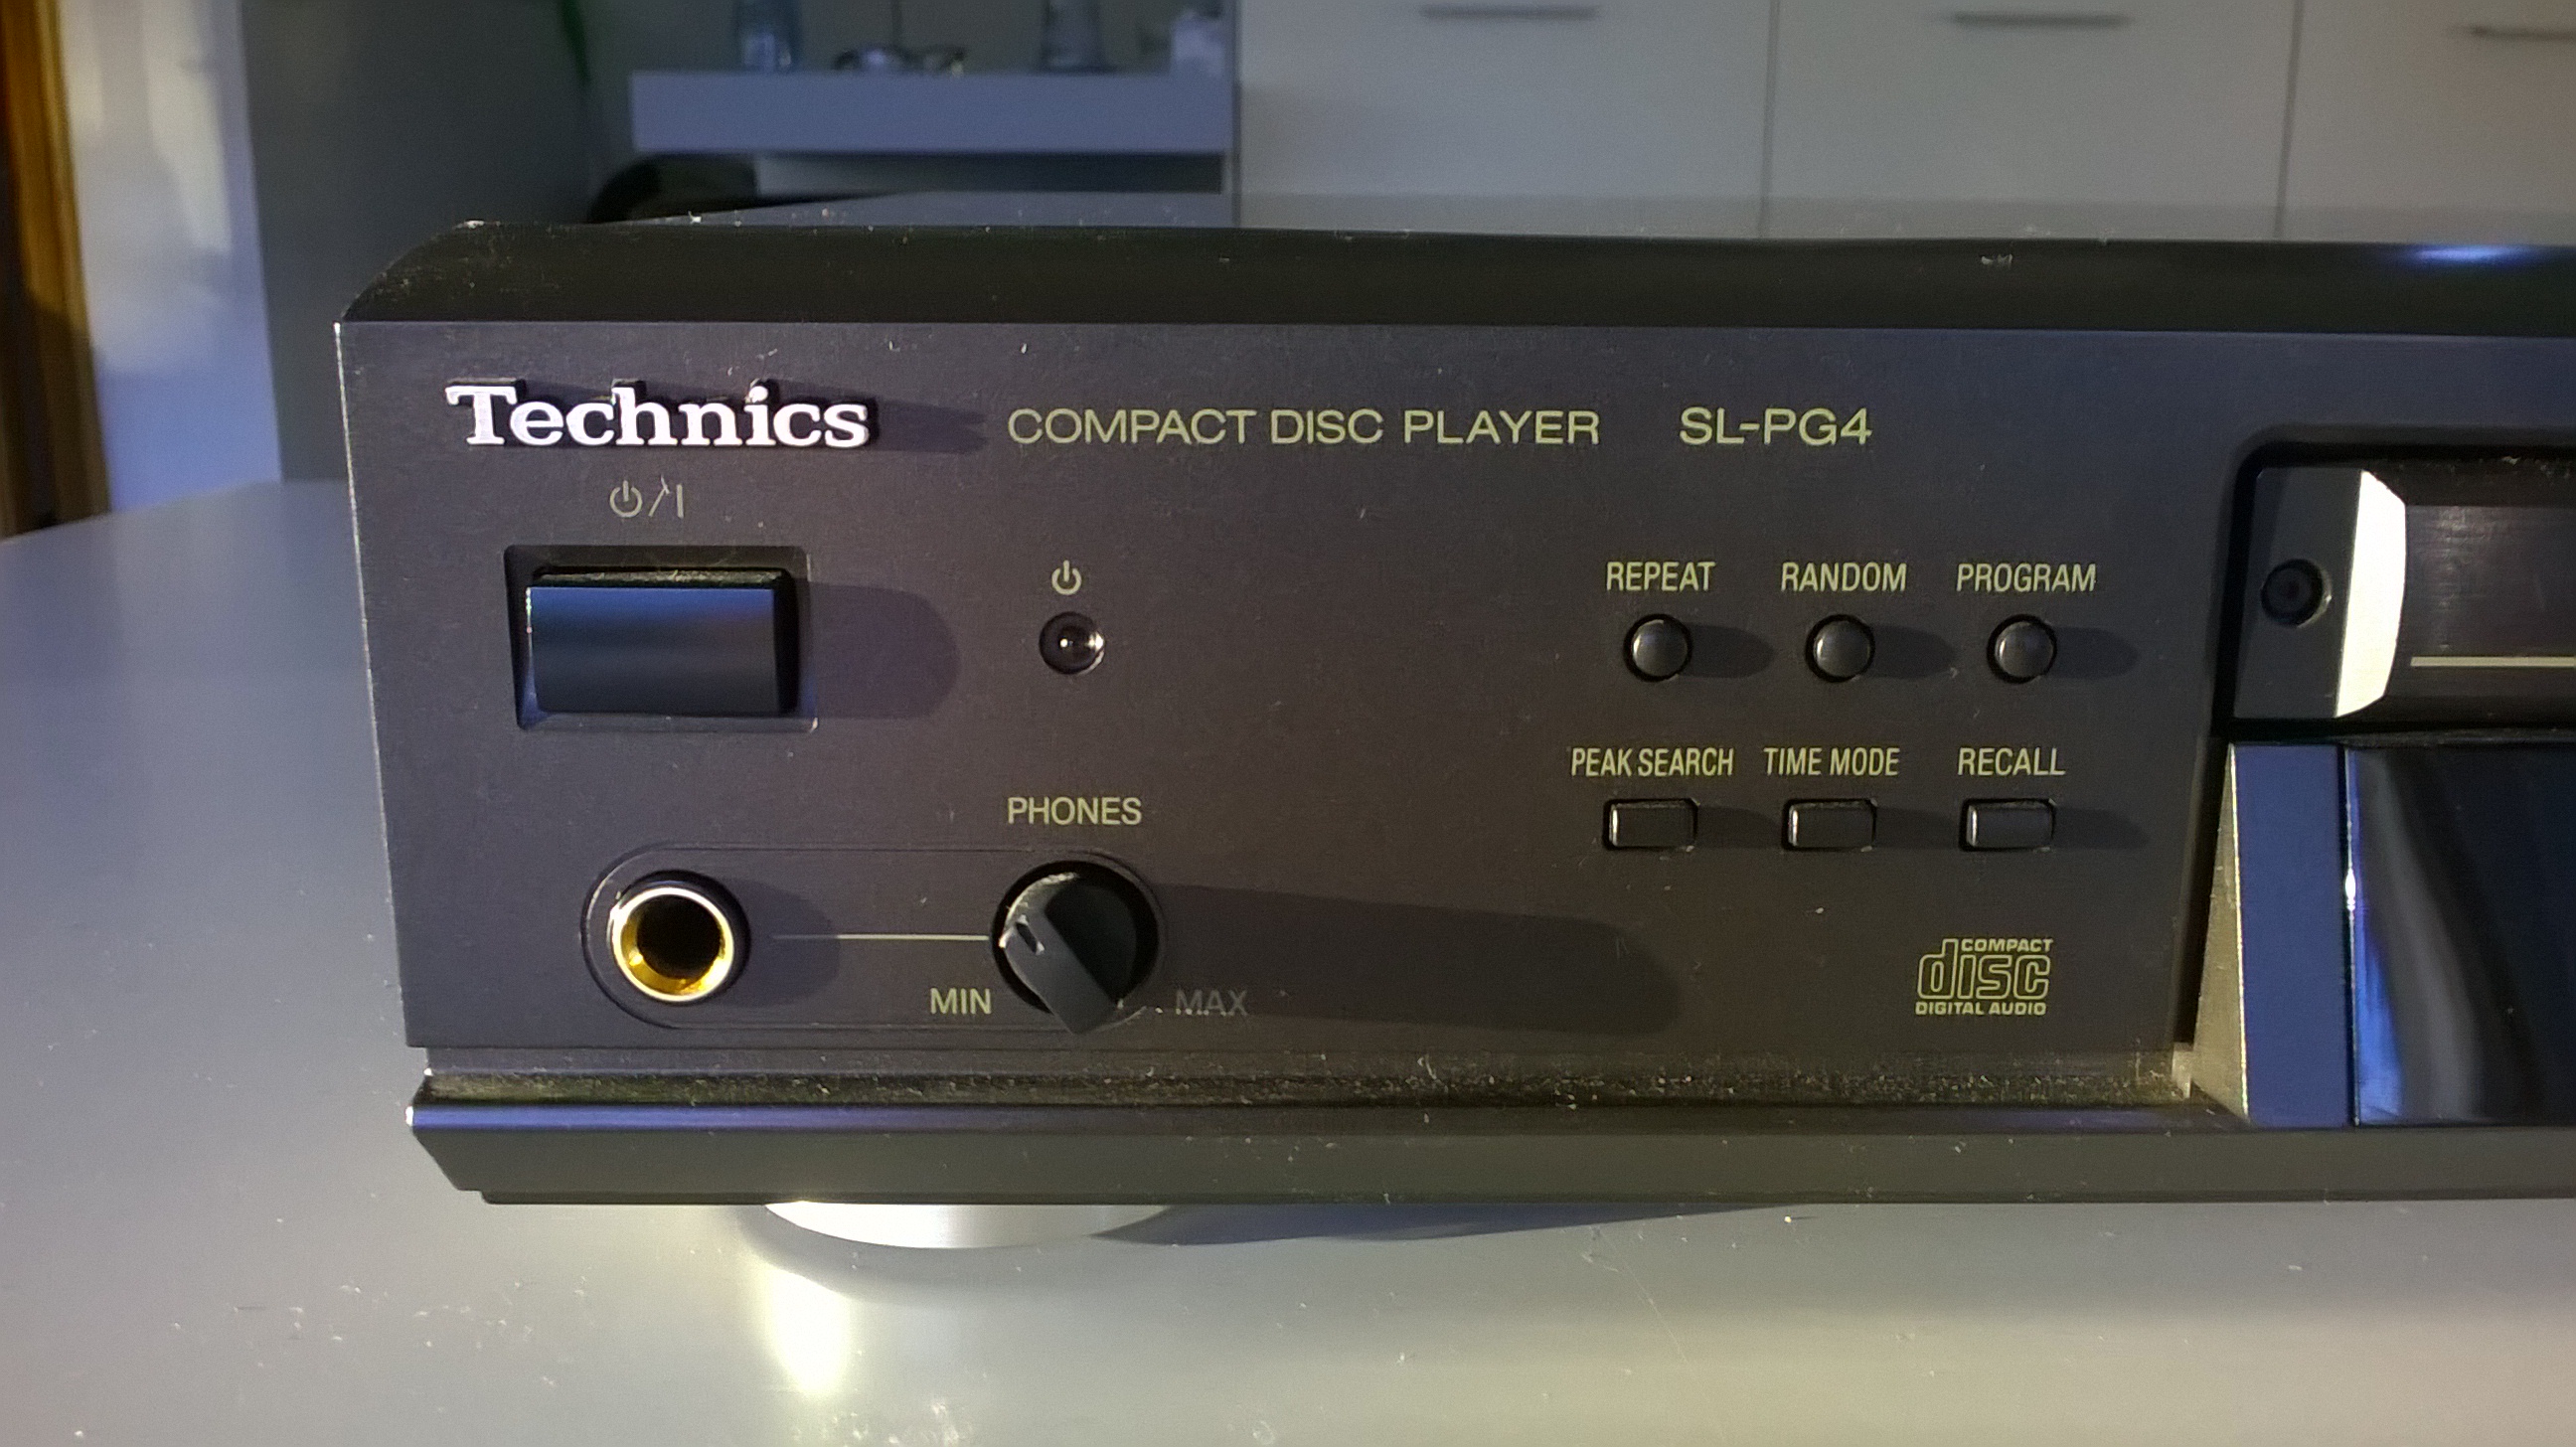 Technics COMPACT DISC PLAYER SL-PG4
REPEAT RANDOM PROGRAM
PEAK SEARCH TIME MODE RECALL
PHONES
MIN MAX
COMPACT
disc
DIGITAL AUDIO